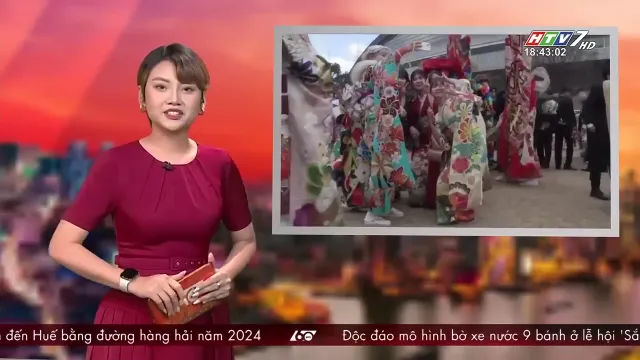 HTV7 HD
18:43:02
đến Huế bằng đường hàng hải năm 2024 60 Độc đáo mô hình bờ xe nước 9 bánh ở lễ hội 'Sắ